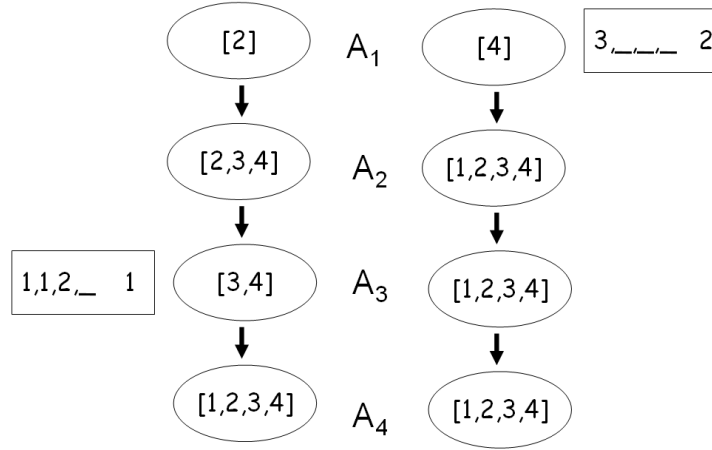 [2] A₁ [4] 3,_,_,_ 2
[2,3,4] A₂ [1,2,3,4]
1,1,2,_ 1 [3,4] A₃ [1,2,3,4]
[1,2,3,4] A₄ [1,2,3,4]